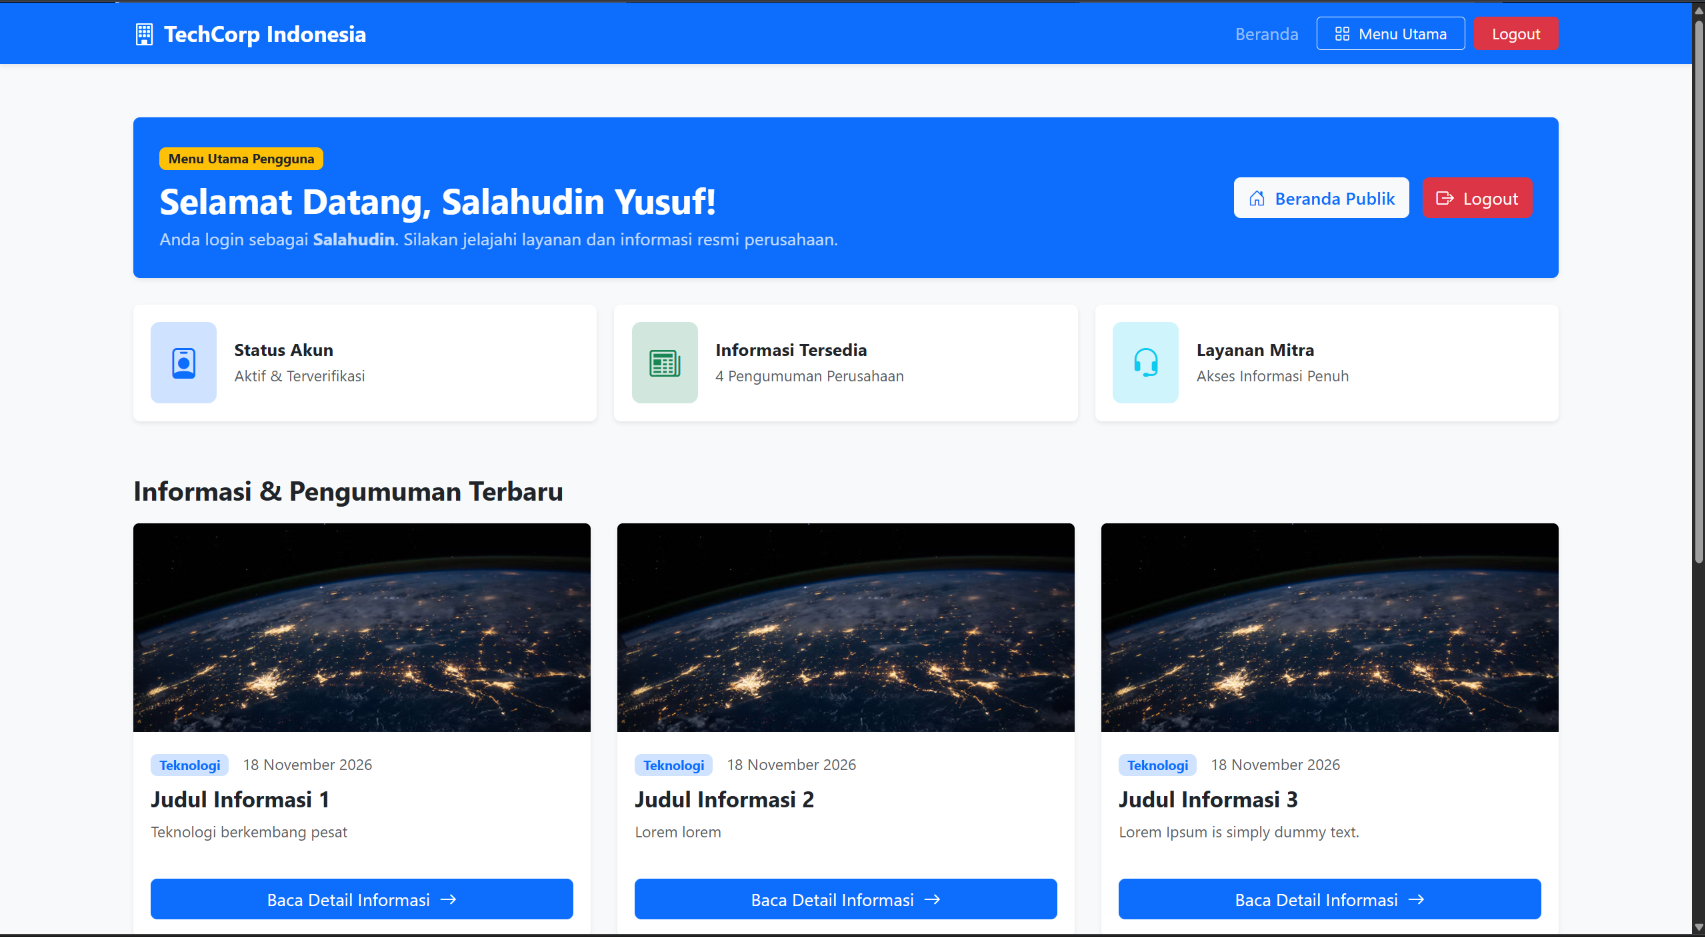 TechCorp Indonesia
Beranda
Menu Utama
Logout
Menu Utama Pengguna
Selamat Datang, Salahudin Yusuf!
Anda login sebagai Salahudin. Silakan jelajahi layanan dan informasi resmi perusahaan.
Beranda Publik
Logout
Status Akun
Aktif & Terverifikasi
Informasi Tersedia
4 Pengumuman Perusahaan
Layanan Mitra
Akses Informasi Penuh
Informasi & Pengumuman Terbaru
Teknologi 18 November 2026
Judul Informasi 1
Teknologi berkembang pesat
Baca Detail Informasi →
Teknologi 18 November 2026
Judul Informasi 2
Lorem lorem
Baca Detail Informasi →
Teknologi 18 November 2026
Judul Informasi 3
Lorem Ipsum is simply dummy text.
Baca Detail Informasi →